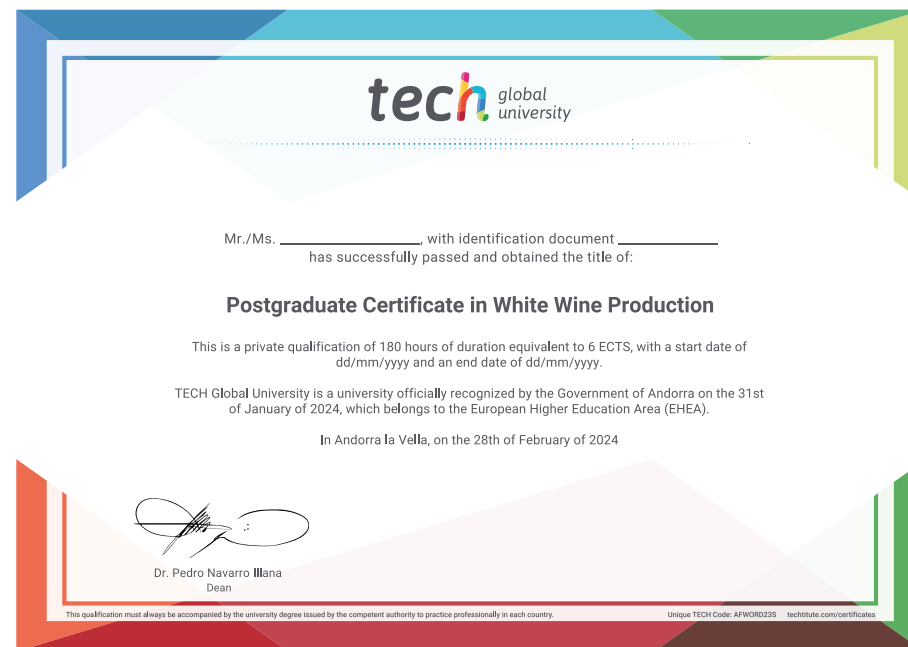 tech global university
Mr./Ms. ________________, with identification document ____________
has successfully passed and obtained the title of:
Postgraduate Certificate in White Wine Production
This is a private qualification of 180 hours of duration equivalent to 6 ECTS, with a start date of
dd/mm/yyyy and an end date of dd/mm/yyyy.
TECH Global University is a university officially recognized by the Government of Andorra on the 31st
of January of 2024, which belongs to the European Higher Education Area (EHEA).
In Andorra la Vella, on the 28th of February of 2024
Dr. Pedro Navarro Illana
Dean
This qualification must always be accompanied by the university degree issued by the competent authority to practice professionally in each country.
Unique TECH Code: AFWORD23S techtitute.com/certificates